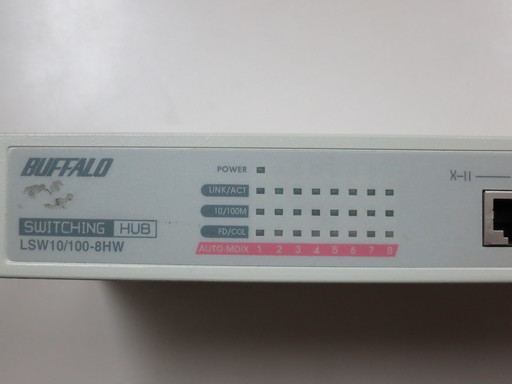 BUFFALO
SWITCHING HUB
LSW10/100-8HW
POWER
LINK/ACT
10/100M
FD/COL
AUTO-MDIX 1 2 3 4 5 6 7 8
X-II